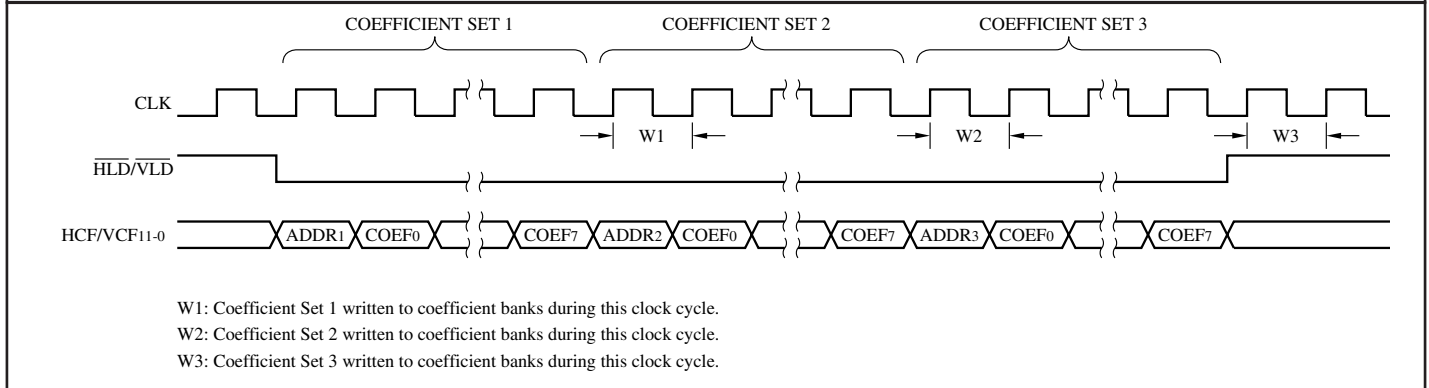 COEFFICIENT SET 1 COEFFICIENT SET 2 COEFFICIENT SET 3
CLK
W1 W2 W3
HLD/VLD
HCF/VCF11-0 ADDR1 COEF0 COEF7 ADDR2 COEF0 COEF7 ADDR3 COEF0 COEF7
W1: Coefficient Set 1 written to coefficient banks during this clock cycle.
W2: Coefficient Set 2 written to coefficient banks during this clock cycle.
W3: Coefficient Set 3 written to coefficient banks during this clock cycle.